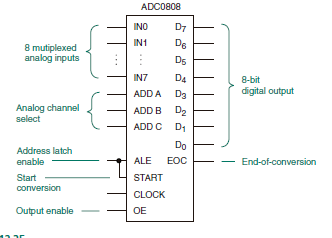 ADC0808
IN0
D7
8 mutiplexed
analog inputs
IN1
D6
D5
IN7
D4
8-bit
digital output
Analog channel
select
ADD A
D3
ADD B
D2
ADD C
D1
D0
Address latch
enable
ALE
EOC
End-of-conversion
Start
conversion
START
CLOCK
Output enable
OE